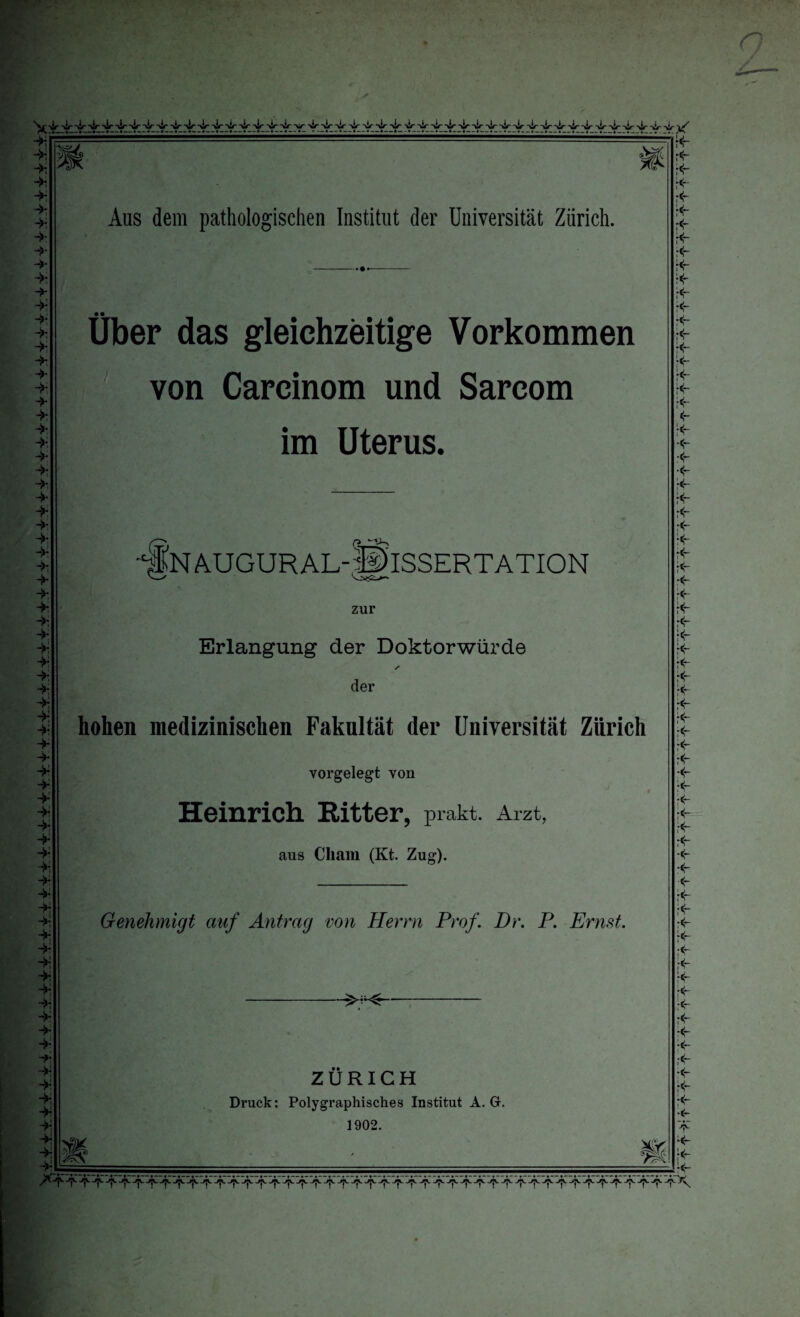 2
Aus dem pathologischen Institut der Universität Zürich.
Über das gleichzeitige Vorkommen
von Carcinom und Sarcom
im Uterus.
INAUGURAL-DISSERTATION
zur
Erlangung der Doktorwürde
der
hohen medizinischen Fakultät der Universität Zürich
vorgelegt von
Heinrich Ritter, prakt. Arzt,
aus Cham (Kt. Zug).
Genehmigt auf Antrag von Herrn Prof. Dr. P. Ernst.
ZÜRICH
Druck: Polygraphisches Institut A. G.
1902.